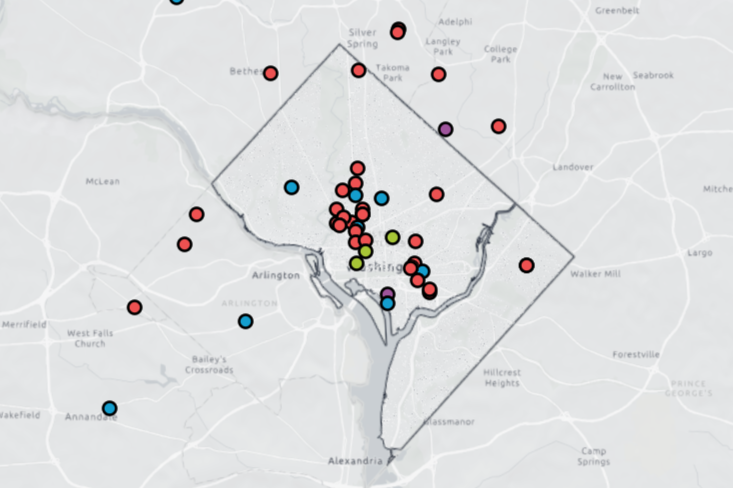 Greenbelt
Adelphi
Silver
Spring
Langley
Park
College
Park
Bethes
Takoma
Park
New
Carrollton
Seabrook
McLean
Landover
Mitche
Largo
Arlington
Washing
Walker Mill
ARLINGTON
Merrifield
West Falls
Church
Bailey's
Crossroads
Forestville
Hillcrest
Heights
PRINCE
GEORGE'S
Wakefield
Annandale
Glassmanor
Camp
Springs
Alexandria